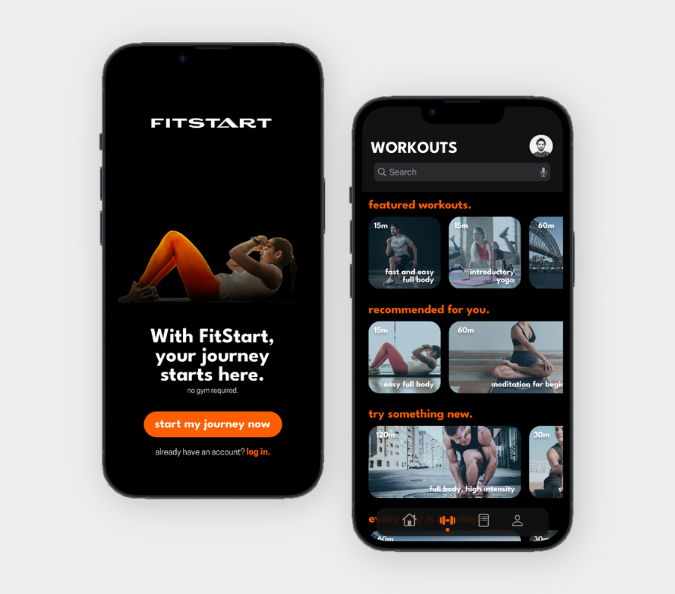 FITSTART
With FitStart,
your journey
starts here.
no gym required.
start my journey now
already have an account? log in.
WORKOUTS
Search
featured workouts.
15m
fast and easy
full body
15m
introductory
yoga
60m
recommended for you.
15m
easy full body
60m
meditation for begin
try something new.
120m
full body, high intensity
30m
60m
30m